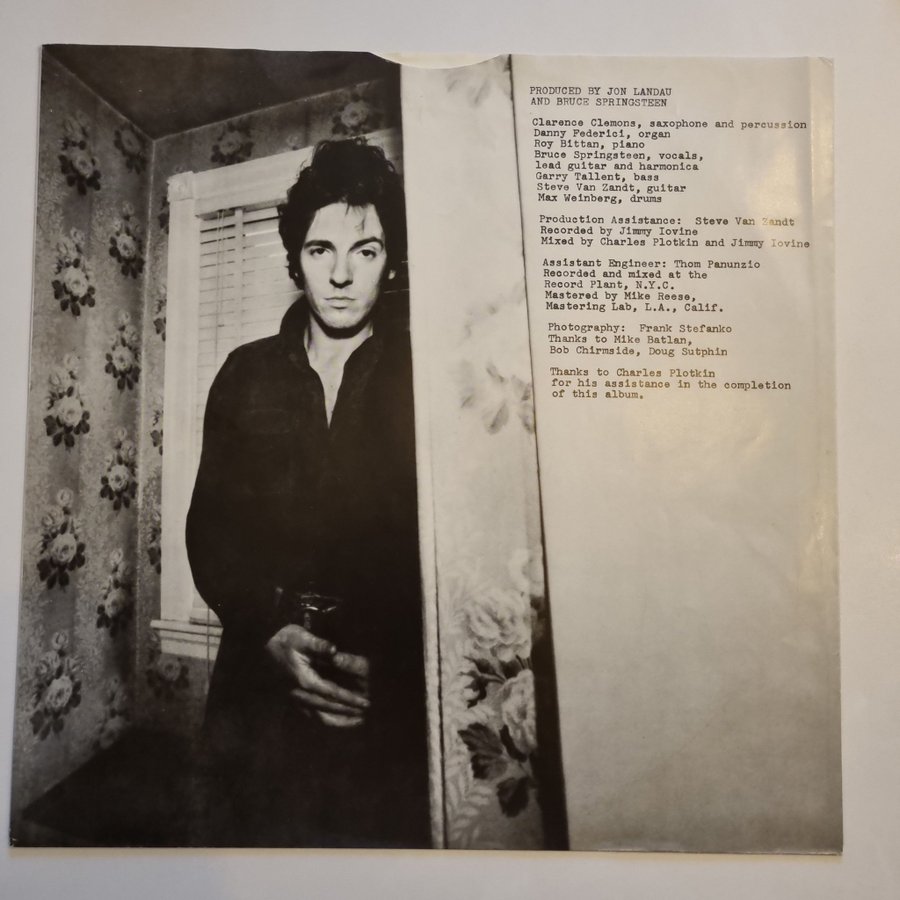 PRODUCED BY JON LANDAU
AND BRUCE SPRINGSTEEN
Clarence Clemons, saxophone and percussion
Danny Federici, organ
Roy Bittan, piano
Bruce Springsteen, vocals,
lead guitar and harmonica
Garry Tallent, bass
Steve Van Zandt, guitar
Max Weinberg, drums
Production Assistance: Steve Van Zandt
Recorded by Jimmy Iovine
Mixed by Charles Plotkin and Jimmy Iovine
Assistant Engineer: Thom Panunzio
Recorded and mixed at the
Record Plant, N.Y.C.
Mastered by Mike Reese,
Mastering Lab, L.A., Calif.
Photography: Frank Stefanko
Thanks to Mike Batlan,
Bob Chirmside, Doug Sutphin
Thanks to Charles Plotkin
for his assistance in the completion
of this album.